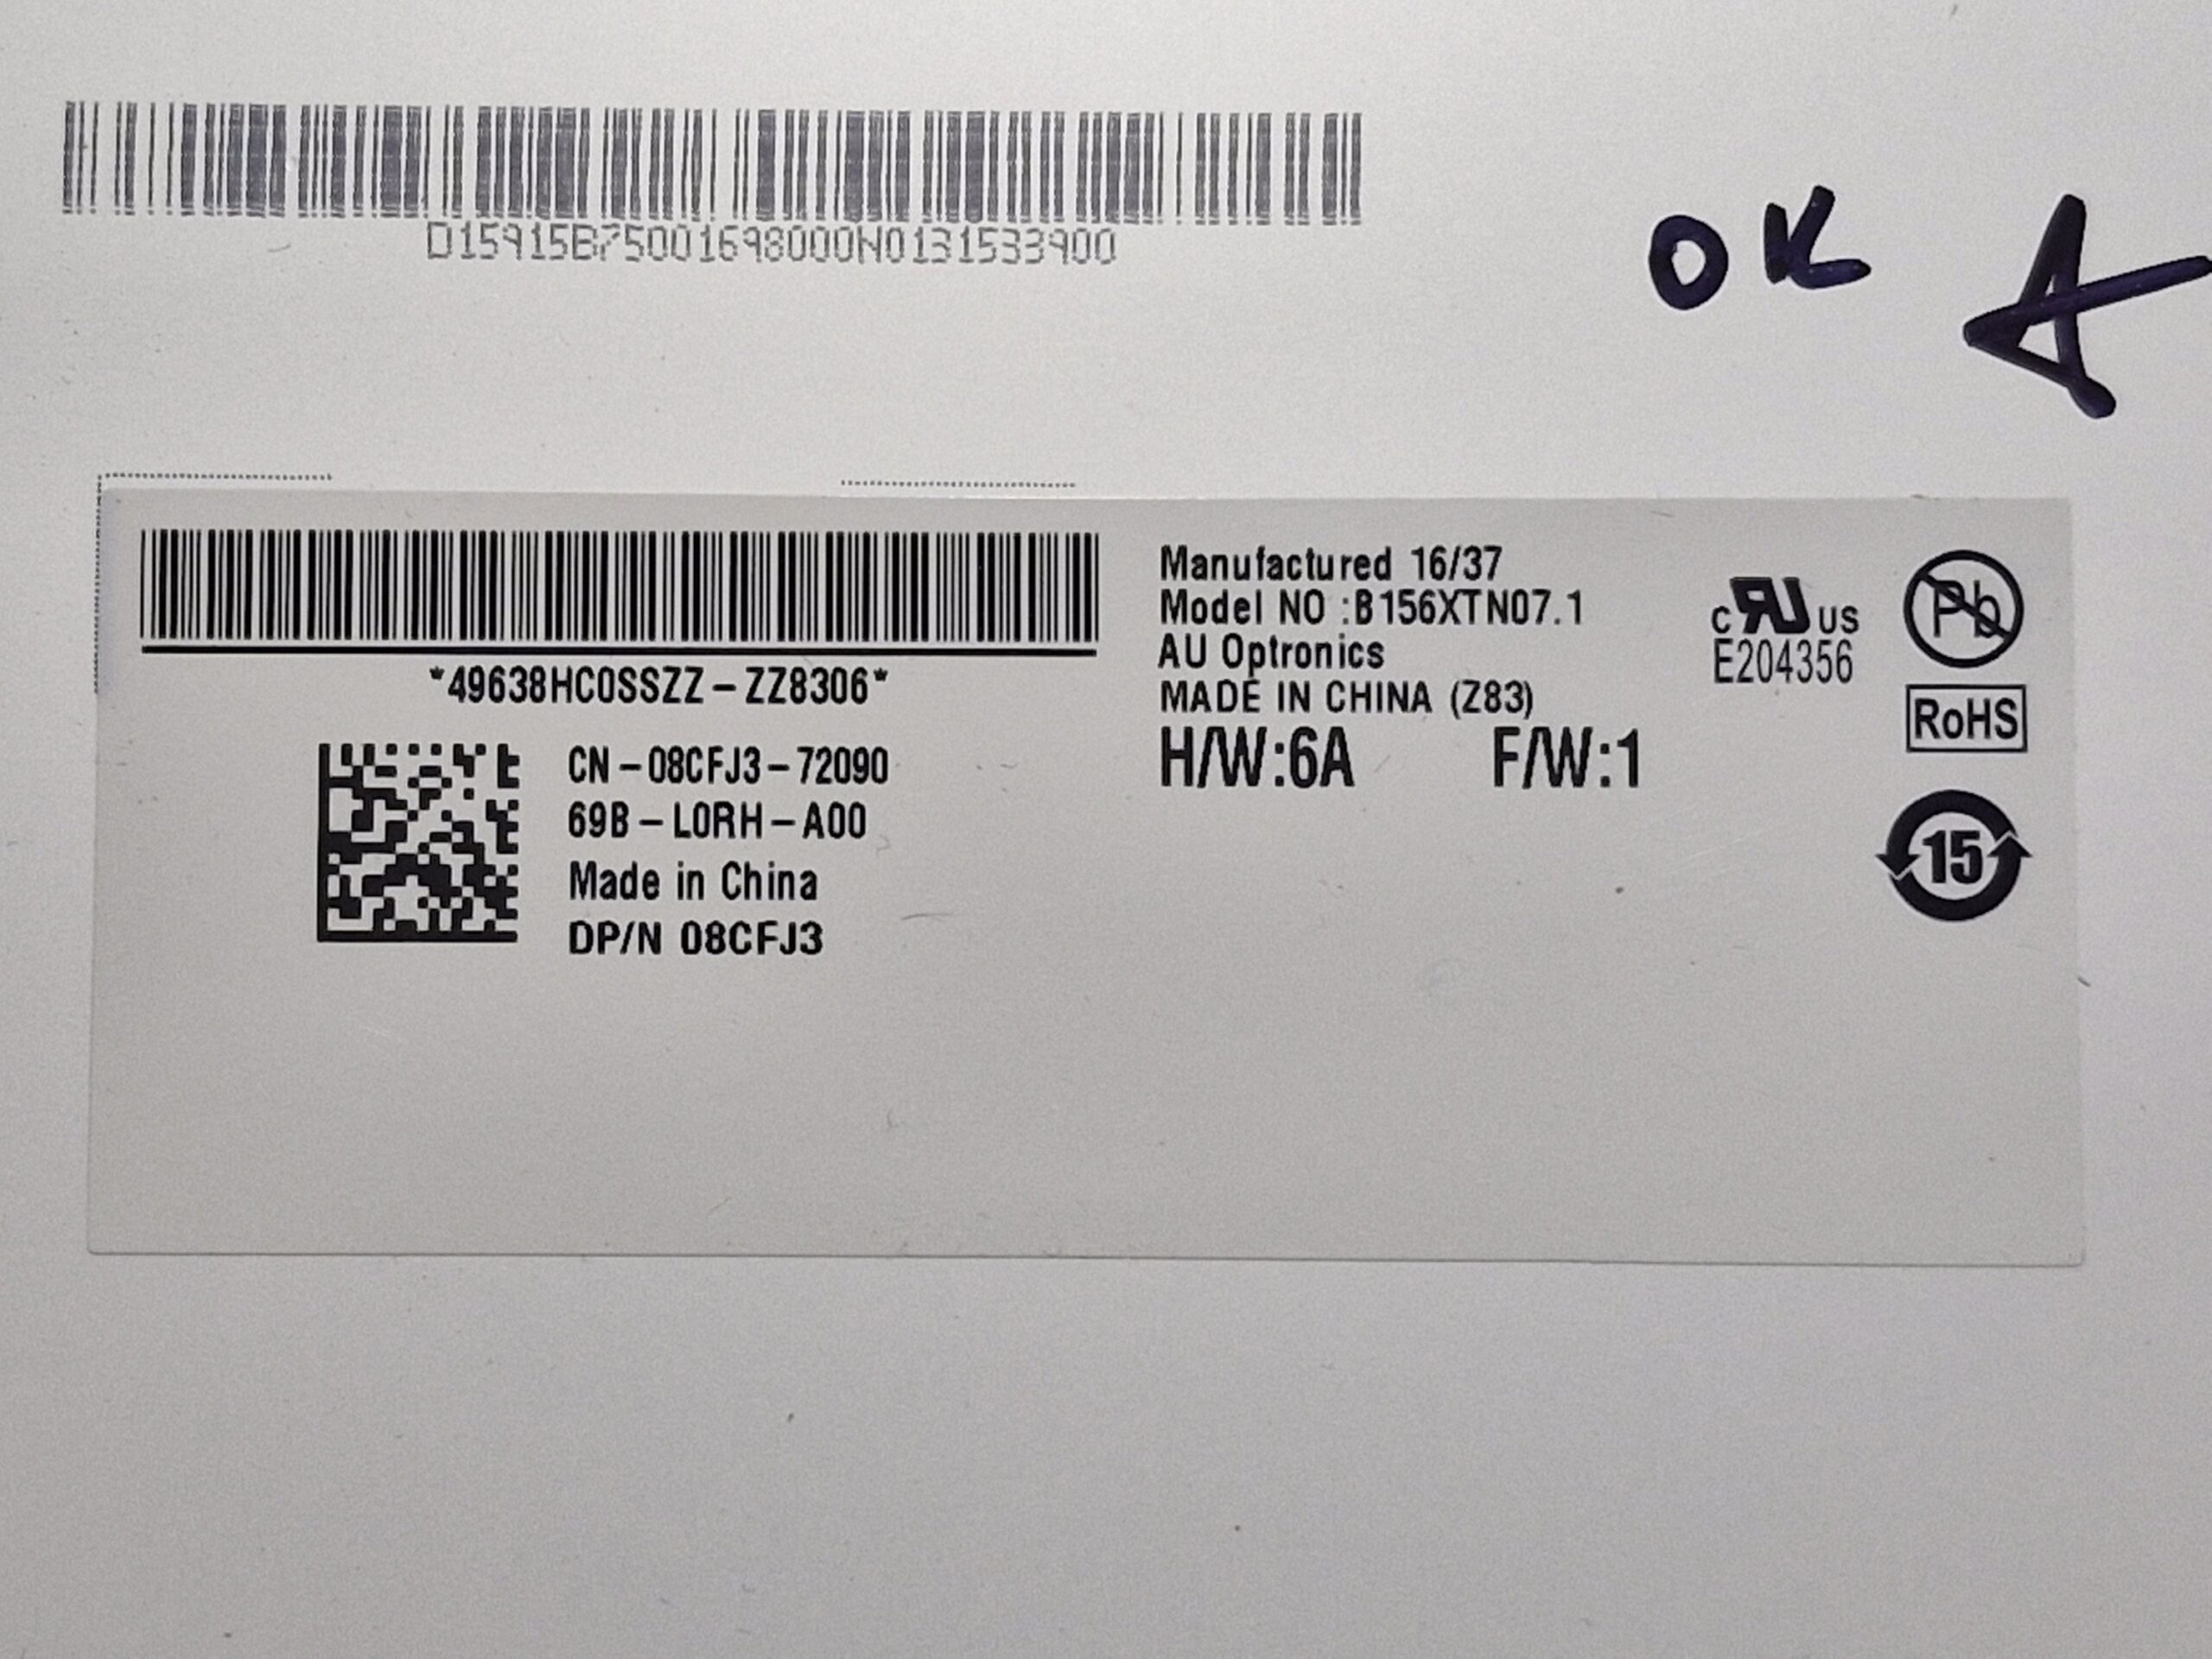 D15915B75001698000N0131533900
OK A
*49638HC0SSZZ-ZZ8306*
CN-08CFJ3-72090
69B-L0RH-A00
Made in China
DP/N 08CFJ3
Manufactured 16/37
Model NO :B156XTN07.1
AU Optronics
MADE IN CHINA (Z83)
H/W:6A F/W:1
c RU US
E204356
Pb
RoHS
15